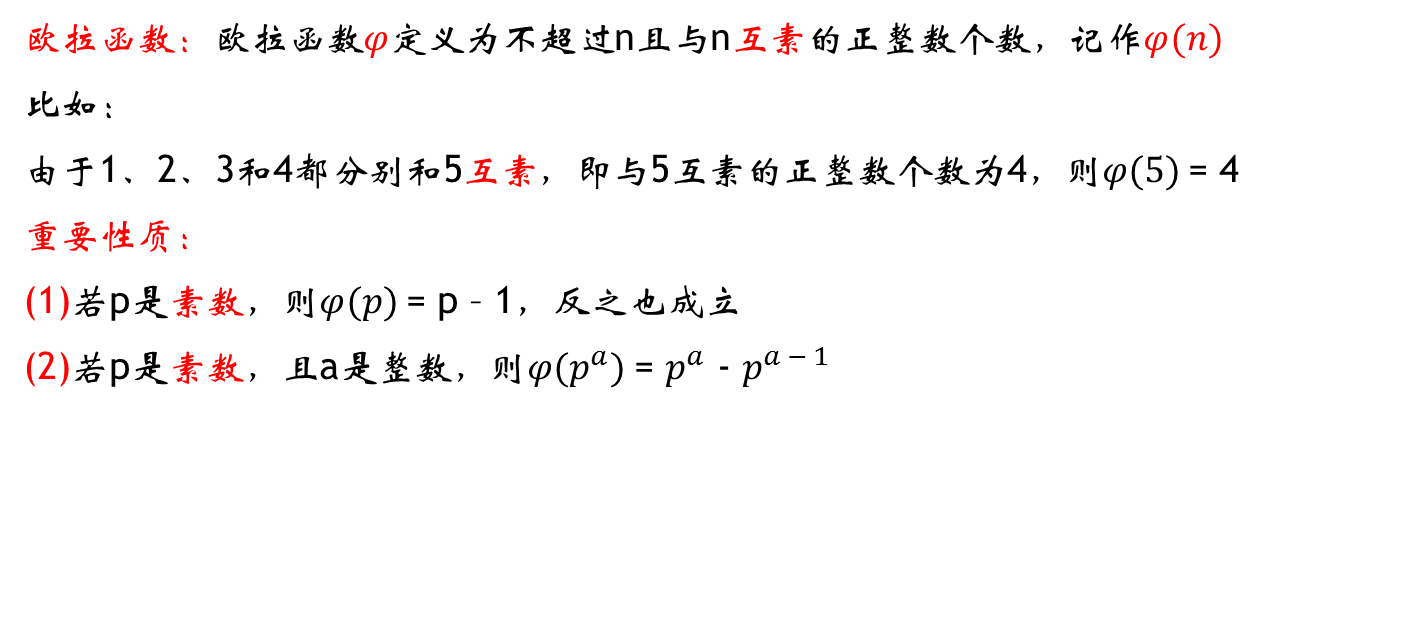 欧拉函数：欧拉函数φ定义为不超过n且与n互素的正整数个数，记作φ(n)
比如：
由于1、2、3和4都分别和5互素，即与5互素的正整数个数为4，则φ(5) = 4
重要性质：
(1)若p是素数，则φ(p) = p - 1，反之也成立
(2)若p是素数，且a是整数，则φ(pᵃ) = pᵃ - pᵃ⁻¹